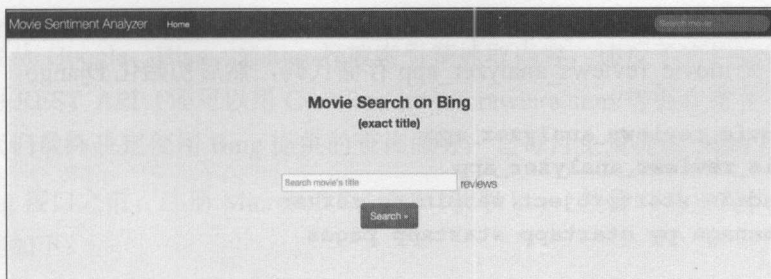 Movie Sentiment Analyzer Home Search movie
Movie Search on Bing
(exact title)
Search movie's title reviews
Search »